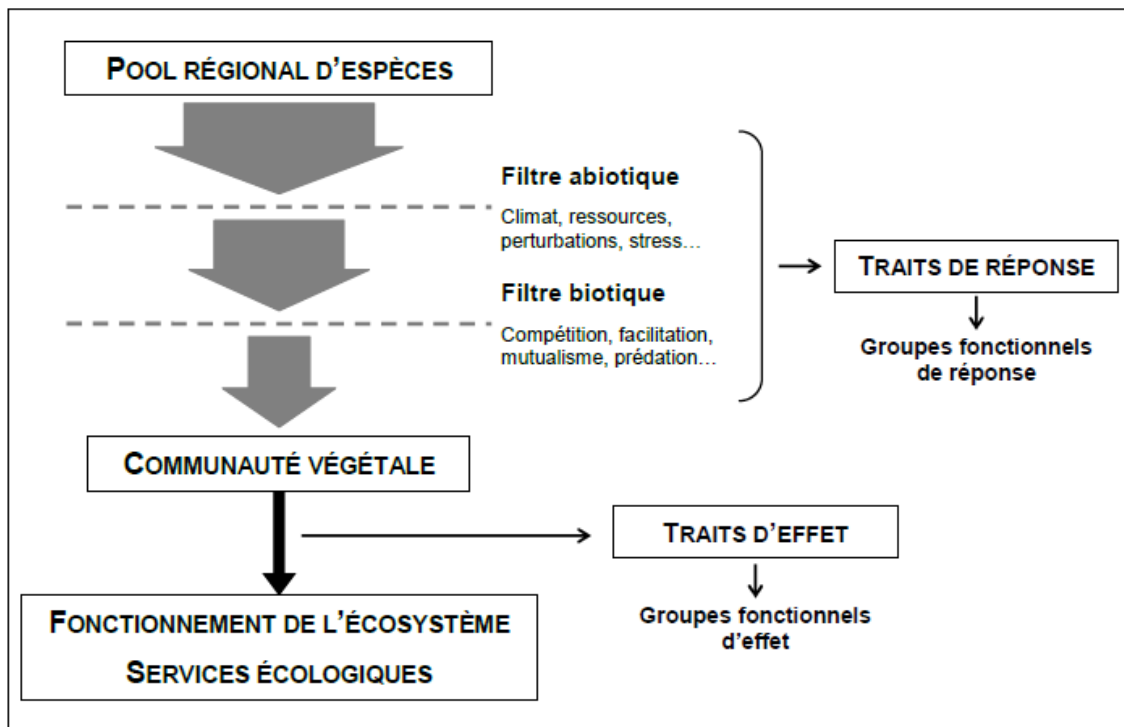 POOL RÉGIONAL D’ESPÈCES
Filtre abiotique
Climat, ressources,
perturbations, stress…
Filtre biotique
Compétition, facilitation,
mutualisme, prédation…
TRAITS DE RÉPONSE
Groupes fonctionnels
de réponse
COMMUNAUTÉ VÉGÉTALE
TRAITS D’EFFET
Groupes fonctionnels
d’effet
FONCTIONNEMENT DE L’ÉCOSYSTÈME
SERVICES ÉCOLOGIQUES